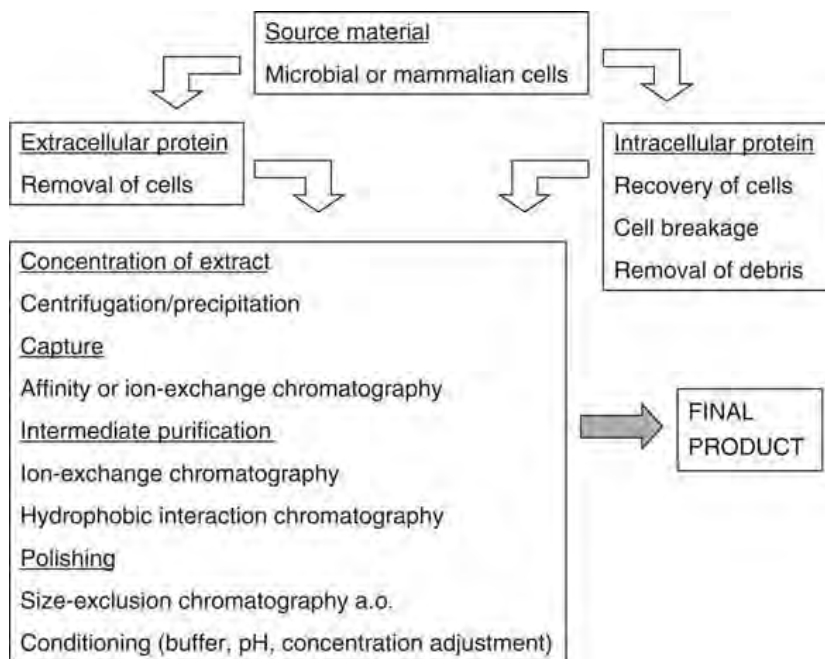 Source material
Microbial or mammalian cells
Extracellular protein
Removal of cells
Intracellular protein
Recovery of cells
Cell breakage
Removal of debris
Concentration of extract
Centrifugation/precipitation
Capture
Affinity or ion-exchange chromatography
Intermediate purification
Ion-exchange chromatography
Hydrophobic interaction chromatography
Polishing
Size-exclusion chromatography a.o.
Conditioning (buffer, pH, concentration adjustment)
FINAL
PRODUCT